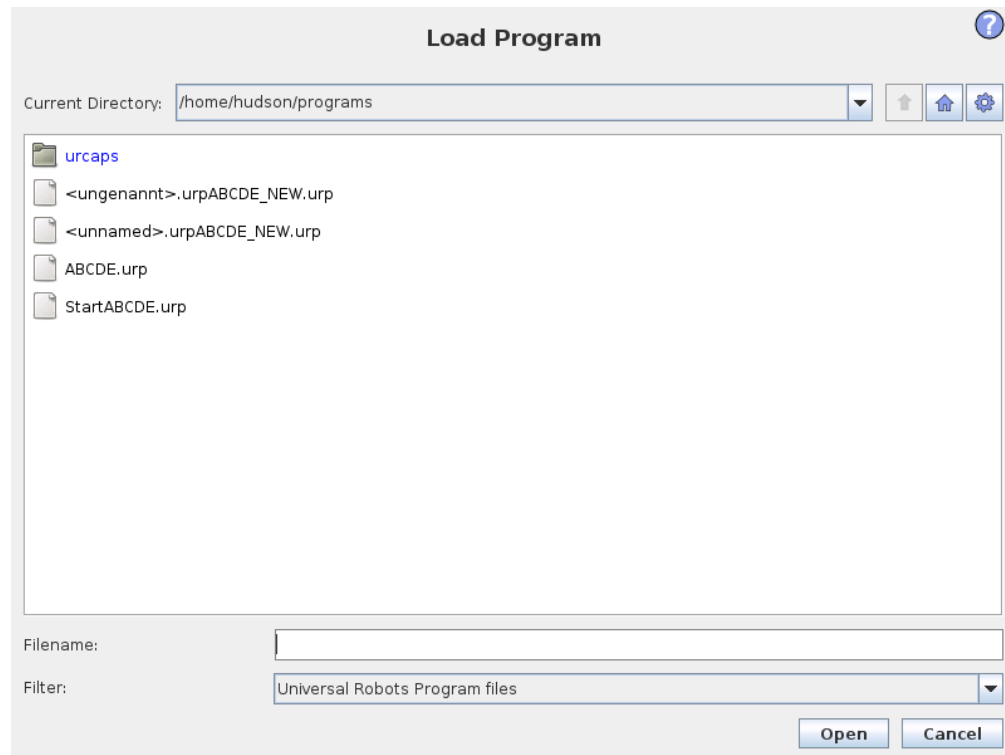 Load Program
?
Current Directory: /home/hudson/programs
urcaps
<ungenannt>.urpABCDE_NEW.urp
<unnamed>.urpABCDE_NEW.urp
ABCDE.urp
StartABCDE.urp
Filename:
Filter: Universal Robots Program files
Open Cancel